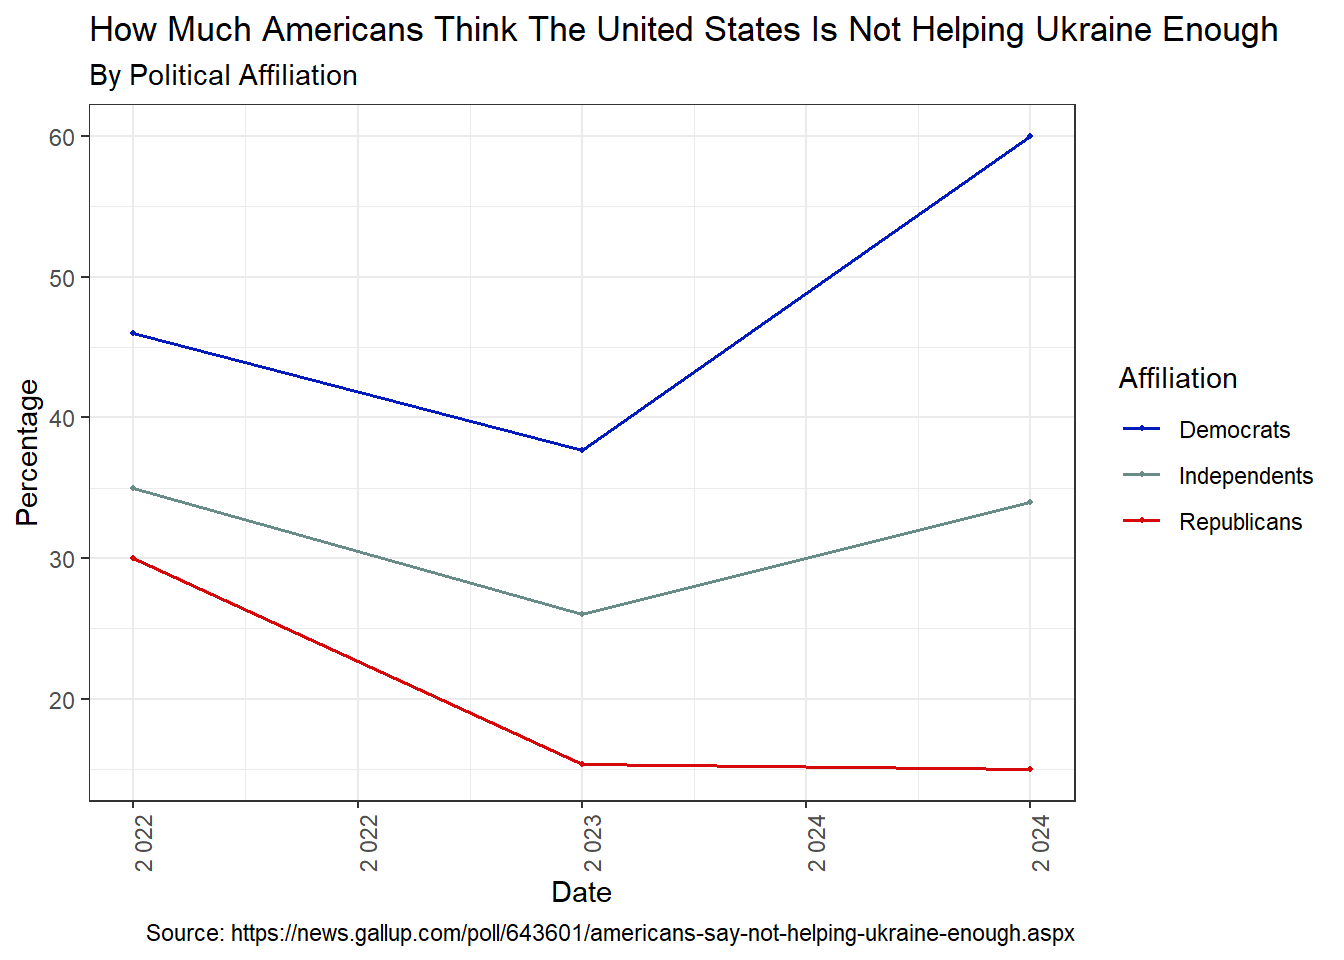 How Much Americans Think The United States Is Not Helping Ukraine Enough
By Political Affiliation
Percentage
60
50
40
30
20
2 022
2 022
2 023
2 024
2 024
Date
Affiliation
Democrats
Independents
Republicans
Source: https://news.gallup.com/poll/643601/americans-say-not-helping-ukraine-enough.aspx